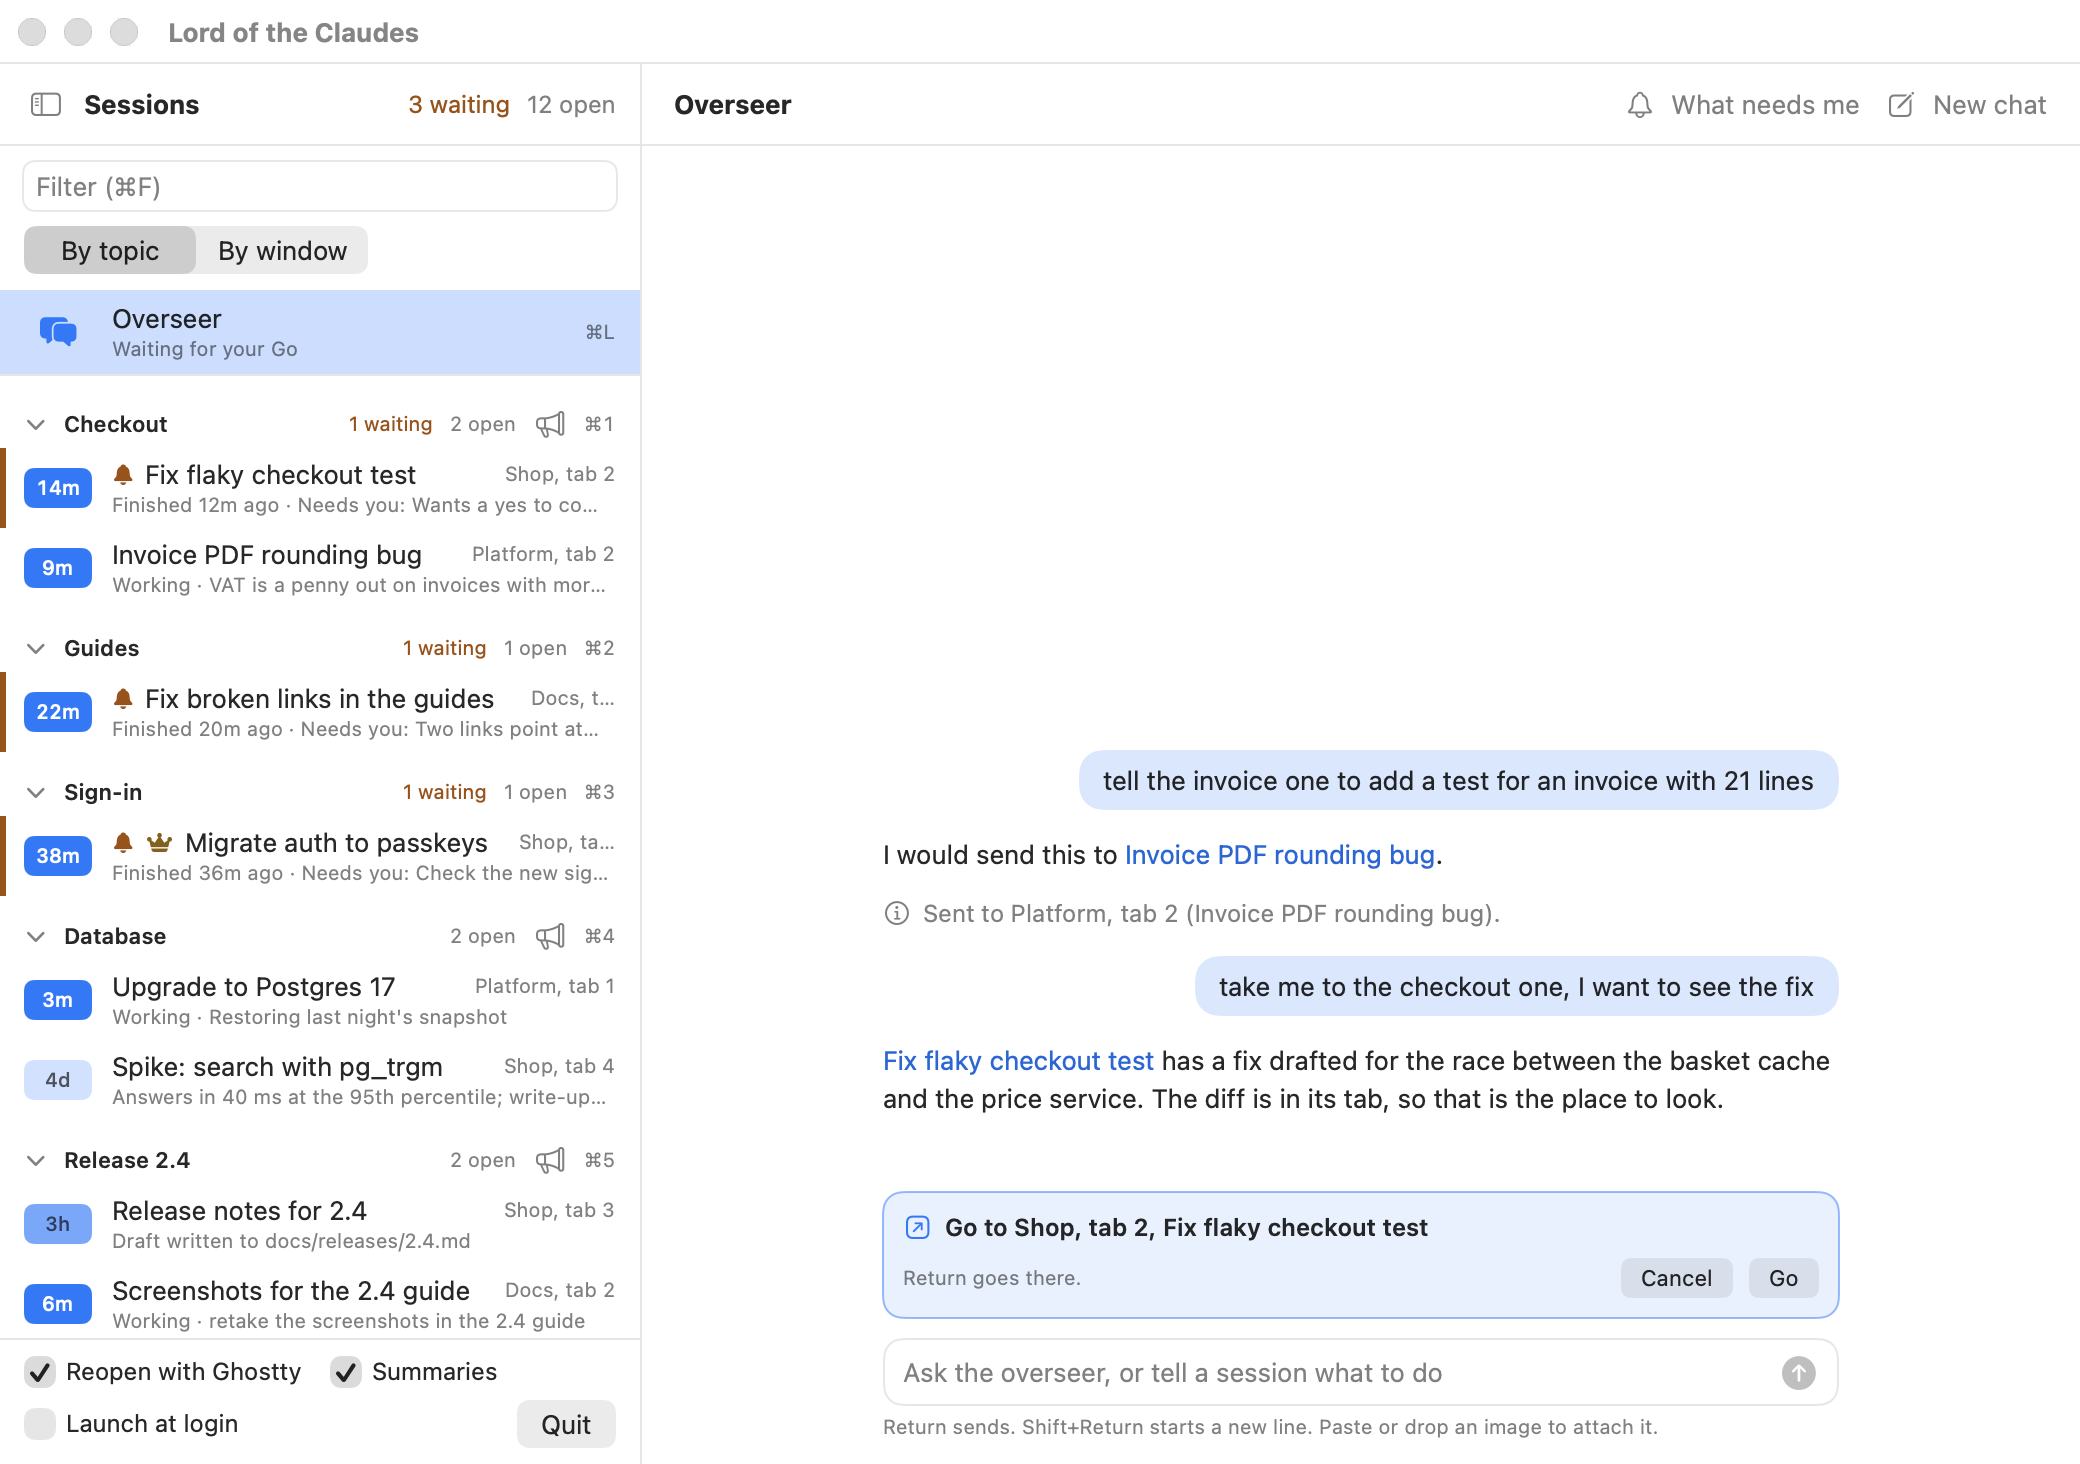 Lord of the Claudes
Sessions 3 waiting 12 open
Filter (⌘F)
By topic By window
Overseer ⌘L
Waiting for your Go
Checkout 1 waiting 2 open ⌘1
14m Fix flaky checkout test Shop, tab 2
Finished 12m ago · Needs you: Wants a yes to co...
9m Invoice PDF rounding bug Platform, tab 2
Working · VAT is a penny out on invoices with mor...
Guides 1 waiting 1 open ⌘2
22m Fix broken links in the guides Docs, t...
Finished 20m ago · Needs you: Two links point at...
Sign-in 1 waiting 1 open ⌘3
38m Migrate auth to passkeys Shop, ta...
Finished 36m ago · Needs you: Check the new sig...
Database 2 open ⌘4
3m Upgrade to Postgres 17 Platform, tab 1
Working · Restoring last night's snapshot
4d Spike: search with pg_trgm Shop, tab 4
Answers in 40 ms at the 95th percentile; write-up...
Release 2.4 2 open ⌘5
3h Release notes for 2.4 Shop, tab 3
Draft written to docs/releases/2.4.md
6m Screenshots for the 2.4 guide Docs, tab 2
Working · retake the screenshots in the 2.4 guide
Reopen with Ghostty Summaries
Launch at login Quit
Overseer What needs me New chat
tell the invoice one to add a test for an invoice with 21 lines
I would send this to Invoice PDF rounding bug.
Sent to Platform, tab 2 (Invoice PDF rounding bug).
take me to the checkout one, I want to see the fix
Fix flaky checkout test has a fix drafted for the race between the basket cache
and the price service. The diff is in its tab, so that is the place to look.
Go to Shop, tab 2, Fix flaky checkout test
Return goes there. Cancel Go
Ask the overseer, or tell a session what to do
Return sends. Shift+Return starts a new line. Paste or drop an image to attach it.